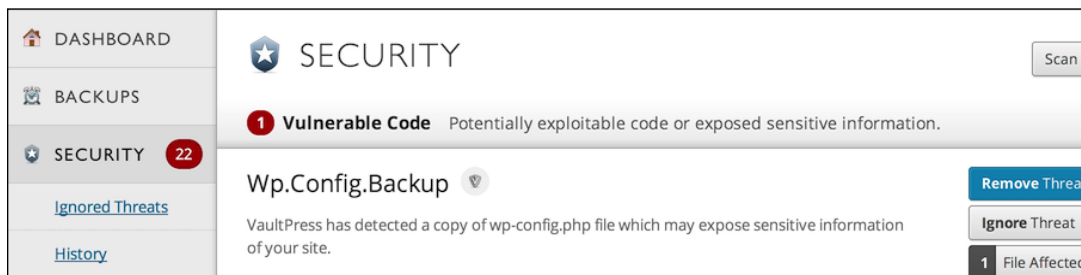 DASHBOARD
BACKUPS
SECURITY 22
Ignored Threats
History
SECURITY
Scan
1 Vulnerable Code Potentially exploitable code or exposed sensitive information.
Wp.Config.Backup
VaultPress has detected a copy of wp-config.php file which may expose sensitive information
of your site.
Remove Threa
Ignore Threat
1 File Affected